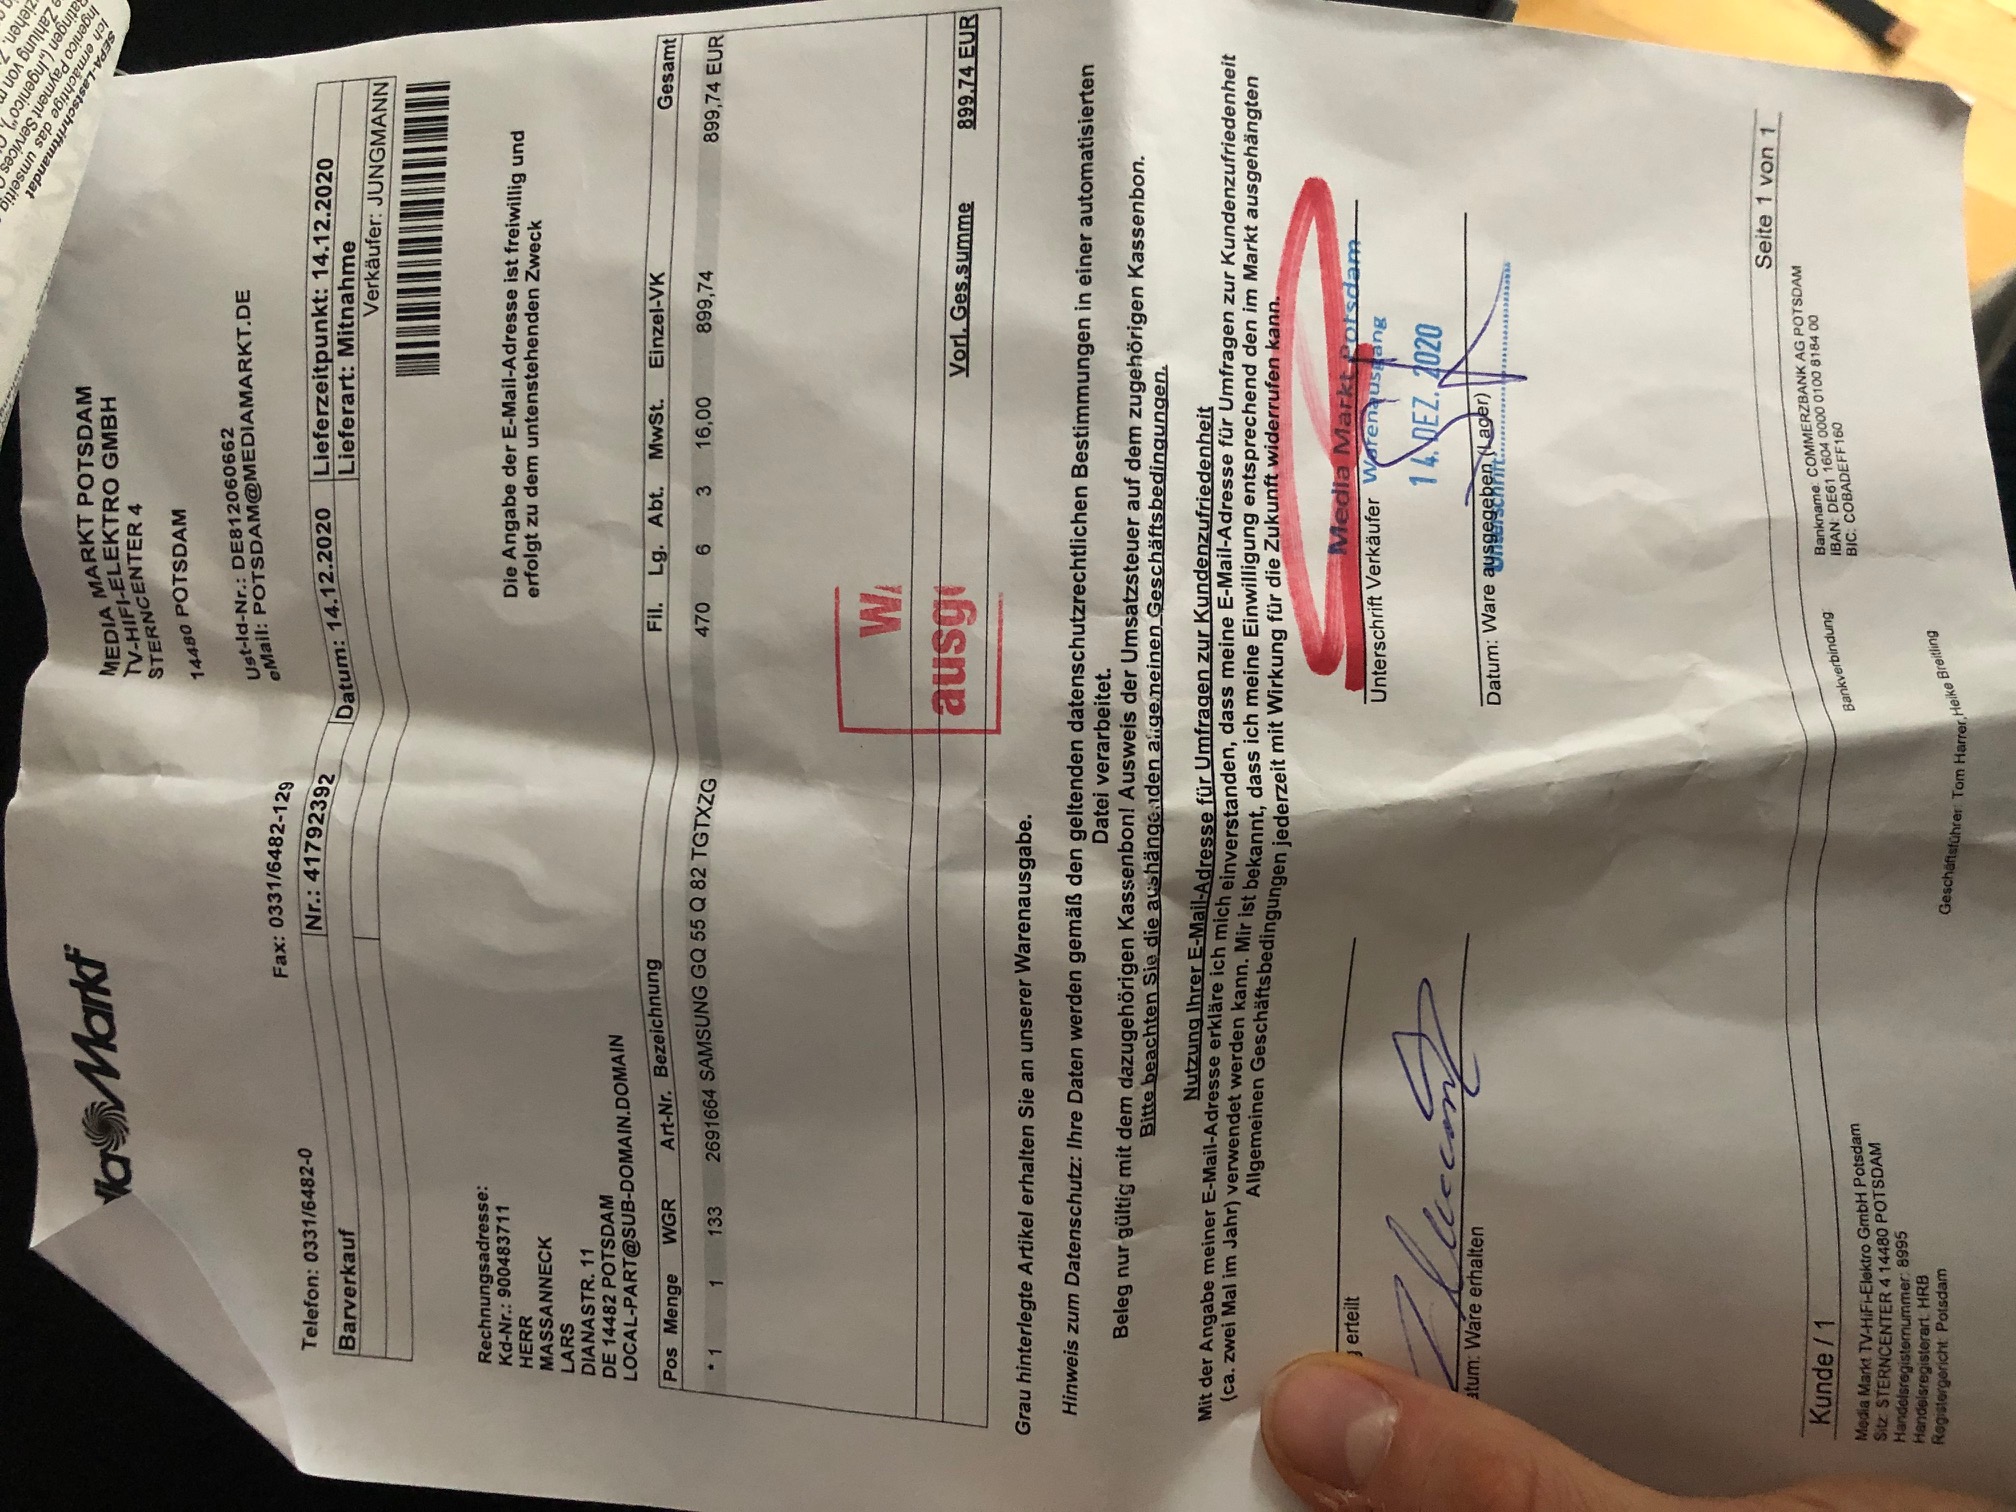 Markt
MEDIA MARKT POTSDAM
TV-HIFI-ELEKTRO GMBH
STERNCENTER 4
14480 POTSDAM
Ust-Id-Nr.: DE812060662
eMail: POTSDAM@MEDIAMARKT.DE
Telefon: 0331/6482-0 Fax: 0331/6482-129
Barverkauf Nr.: 41792392 Datum: 14.12.2020 Lieferzeitpunkt: 14.12.2020
Lieferart: Mitnahme
Verkäufer: JUNGMANN
Rechnungsadresse:
Kd-Nr.: 900483711
HERR
MASSANNECK
LARS
DIANASTR. 11
DE 14482 POTSDAM
LOCAL-PART@SUB-DOMAIN.DOMAIN
Die Angabe der E-Mail-Adresse ist freiwillig und
erfolgt zu dem untenstehenden Zweck
Pos Menge WGR Art-Nr. Bezeichnung Fil. Lg. Abt. MwSt. Einzel-VK Gesamt
* 1 1 133 2691664 SAMSUNG GQ 55 Q 82 TGTXZG 470 6 3 16,00 899,74 899,74 EUR
Vorl. Ges.summe 899,74 EUR
Grau hinterlegte Artikel erhalten Sie an unserer Warenausgabe.
Hinweis zum Datenschutz: Ihre Daten werden gemäß den geltenden datenschutzrechtlichen Bestimmungen in einer automatisierten
Datei verarbeitet.
Beleg nur gültig mit dem dazugehörigen Kassenbon! Ausweis der Umsatzsteuer auf dem zugehörigen Kassenbon.
Bitte beachten Sie die aushängenden allgemeinen Geschäftsbedingungen.
Nutzung Ihrer E-Mail-Adresse für Umfragen zur Kundenzufriedenheit
Mit der Angabe meiner E-Mail-Adresse erkläre ich mich einverstanden, dass meine E-Mail-Adresse für Umfragen zur Kundenzufriedenheit
(ca. zwei Mal im Jahr) verwendet werden kann. Mir ist bekannt, dass ich meine Einwilligung entsprechend den im Markt ausgehängten
Allgemeinen Geschäftsbedingungen jederzeit mit Wirkung für die Zukunft widerrufen kann.
Media Markt Potsdam
erteilt
Unterschrift Verkäufer Warenausgang
14. DEZ. 2020
Ware erhalten
Datum: Ware ausgegeben (Lager)
Unterschrift
Seite 1 von 1
Kunde / 1
Bankverbindung: Bankname: COMMERZBANK AG POTSDAM
IBAN: DE61 1604 0000 0100 8184 00
BIC: COBADEFF160
Media Markt TV-HiFi-Elektro GmbH Potsdam
Sitz: STERNCENTER 4 14480 POTSDAM
Handelsregisternummer: 8995
Handelsregisterart: HRB
Registergericht: Potsdam
Geschäftsführer: Tom Harrer,Heike Breitling
SEPA-Lastschriftmandat
Ich ermächtige das umseitig